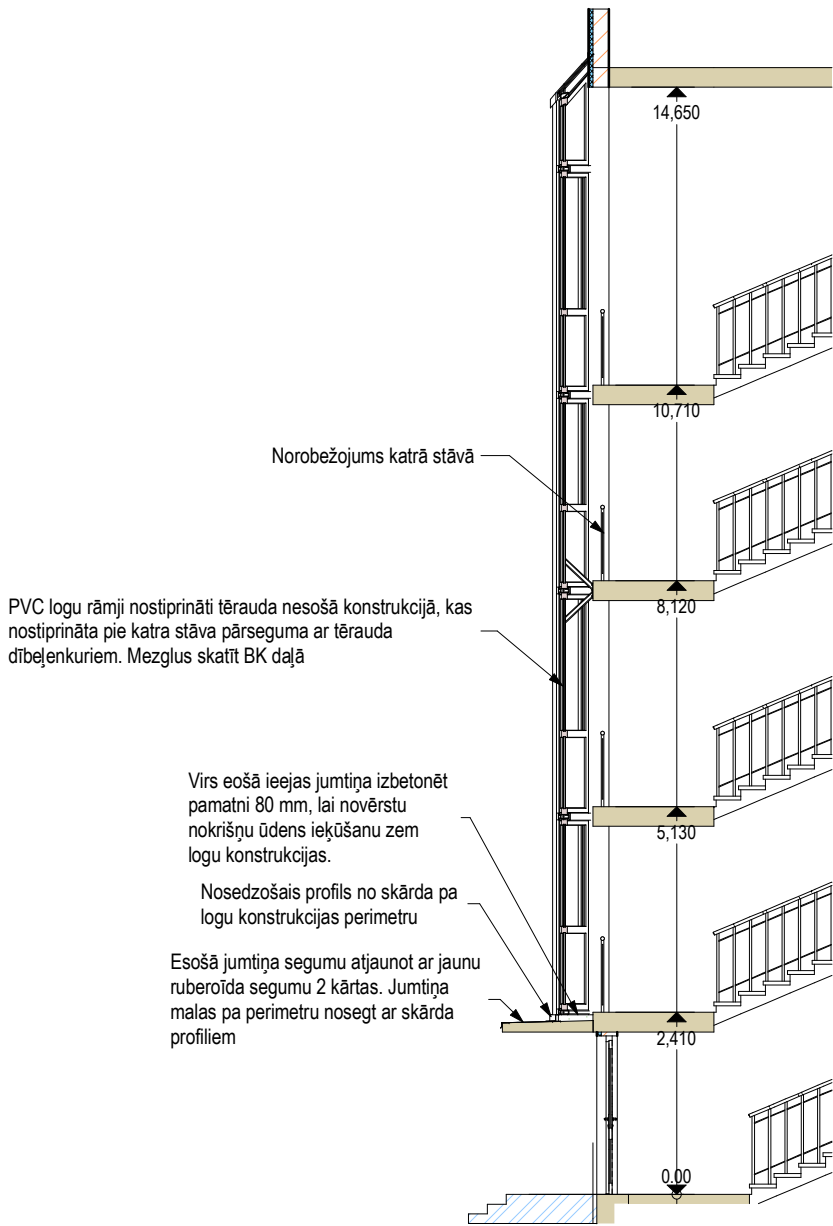 14,650
10,710
Norobežojums katrā stāvā
8,120
PVC logu rāmji nostiprināti tērauda nesošā konstrukcijā, kas
nostiprināta pie katra stāva pārseguma ar tērauda
dībeļenkuriem. Mezglus skatīt BK daļā
Virs eošā ieejas jumtiņa izbetonēt
pamatni 80 mm, lai novērstu
nokrišņu ūdens iekļūšanu zem
logu konstrukcijas.
5,130
Nosedzošais profils no skārda pa
logu konstrukcijas perimetru
Esošā jumtiņa segumu atjaunot ar jaunu
ruberoīda segumu 2 kārtas. Jumtiņa
malas pa perimetru nosegt ar skārda
profiliem
2,410
0.00